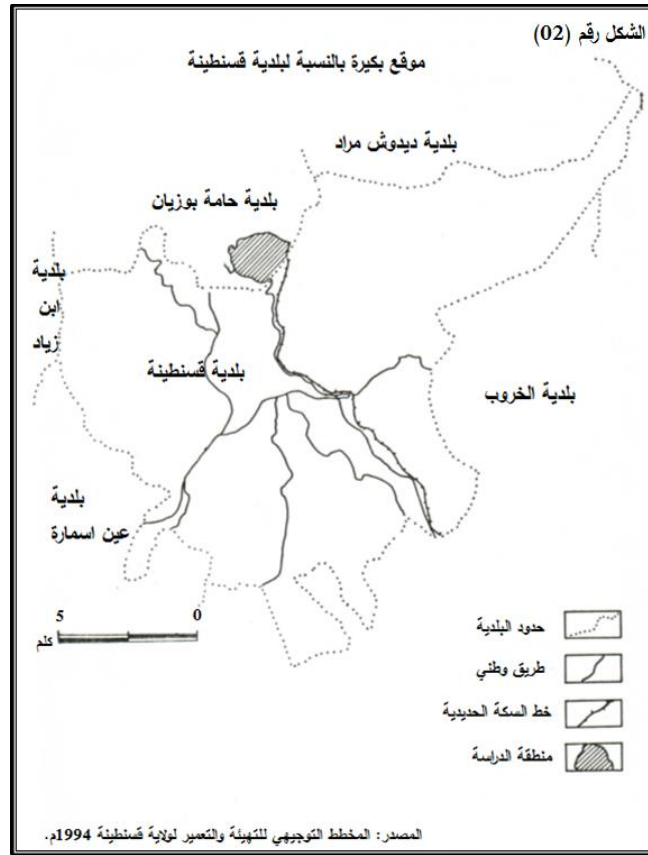 الشكل رقم (02)
موقع بكيرة بالنسبة لبلدية قسنطينة
بلدية ديدوش مراد
بلدية حامة بوزيان
بلدية
ابن
زياد
بلدية قسنطينة
بلدية الخروب
بلدية
عين اسمارة
5 0
كلم
حدود البلدية
طريق وطني
خط السكة الحديدية
منطقة الدراسة
المصدر: المخطط التوجيهي للتهيئة والتعمير لولاية قسنطينة 1994م.